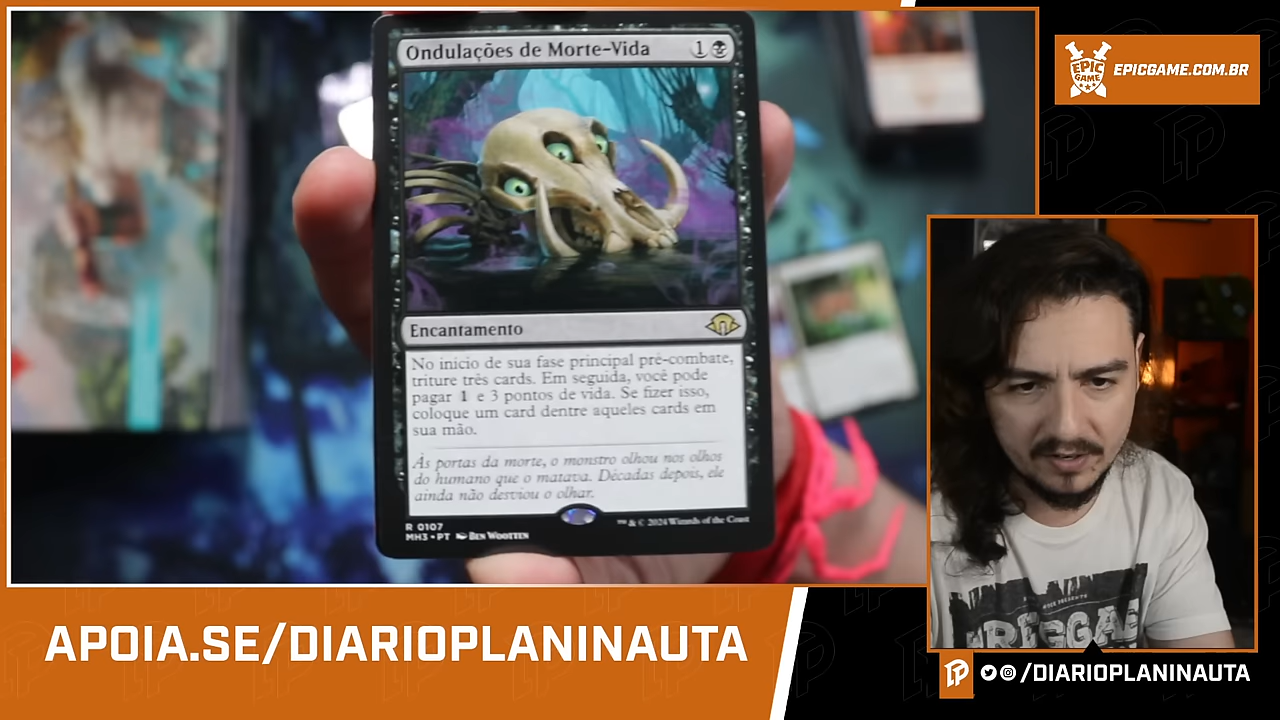 Ondulações de Morte-Vida 1
Encantamento
No início de sua fase principal pré-combate,
triture três cards. Em seguida, você pode
pagar 1 e 3 pontos de vida. Se fizer isso,
coloque um card dentre aqueles cards em
sua mão.
Às portas da morte, o monstro olhou nos olhos
do humano que o matava. Décadas depois, ele
ainda não desviou o olhar.
R 0107
MH3 • PT BEN WOOTTEN
™ & © 2024 Wizards of the Coast
EPIC
GAME
EPICGAME.COM.BR
APOIA.SE/DIARIOPLANINAUTA
/DIARIOPLANINAUTA